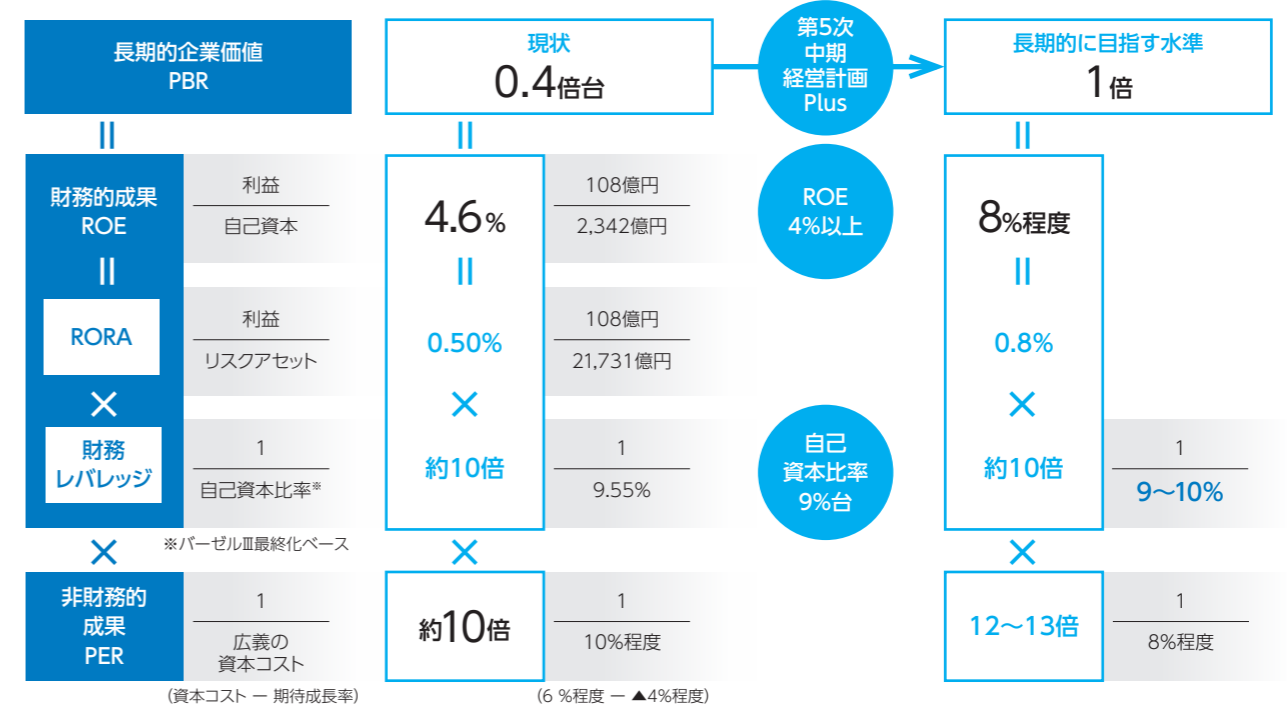 長期的企業価値
PBR
現状
0.4倍台
第5次
中期
経営計画
Plus
長期的に目指す水準
1倍
=
=
=
財務的成果
ROE
利益
自己資本
4.6%
108億円
2,342億円
ROE
4%以上
8%程度
=
=
=
RORA
利益
リスクアセット
0.50%
108億円
21,731億円
0.8%
×
×
×
財務
レバレッジ
1
自己資本比率※
約10倍
1
9.55%
自己
資本比率
9%台
約10倍
1
9〜10%
※バーゼルⅢ最終化ベース
×
×
×
非財務的
成果
PER
1
広義の
資本コスト
約10倍
1
10%程度
12〜13倍
1
8%程度
(資本コスト ー 期待成長率)
(6 %程度 ー ▲4%程度)